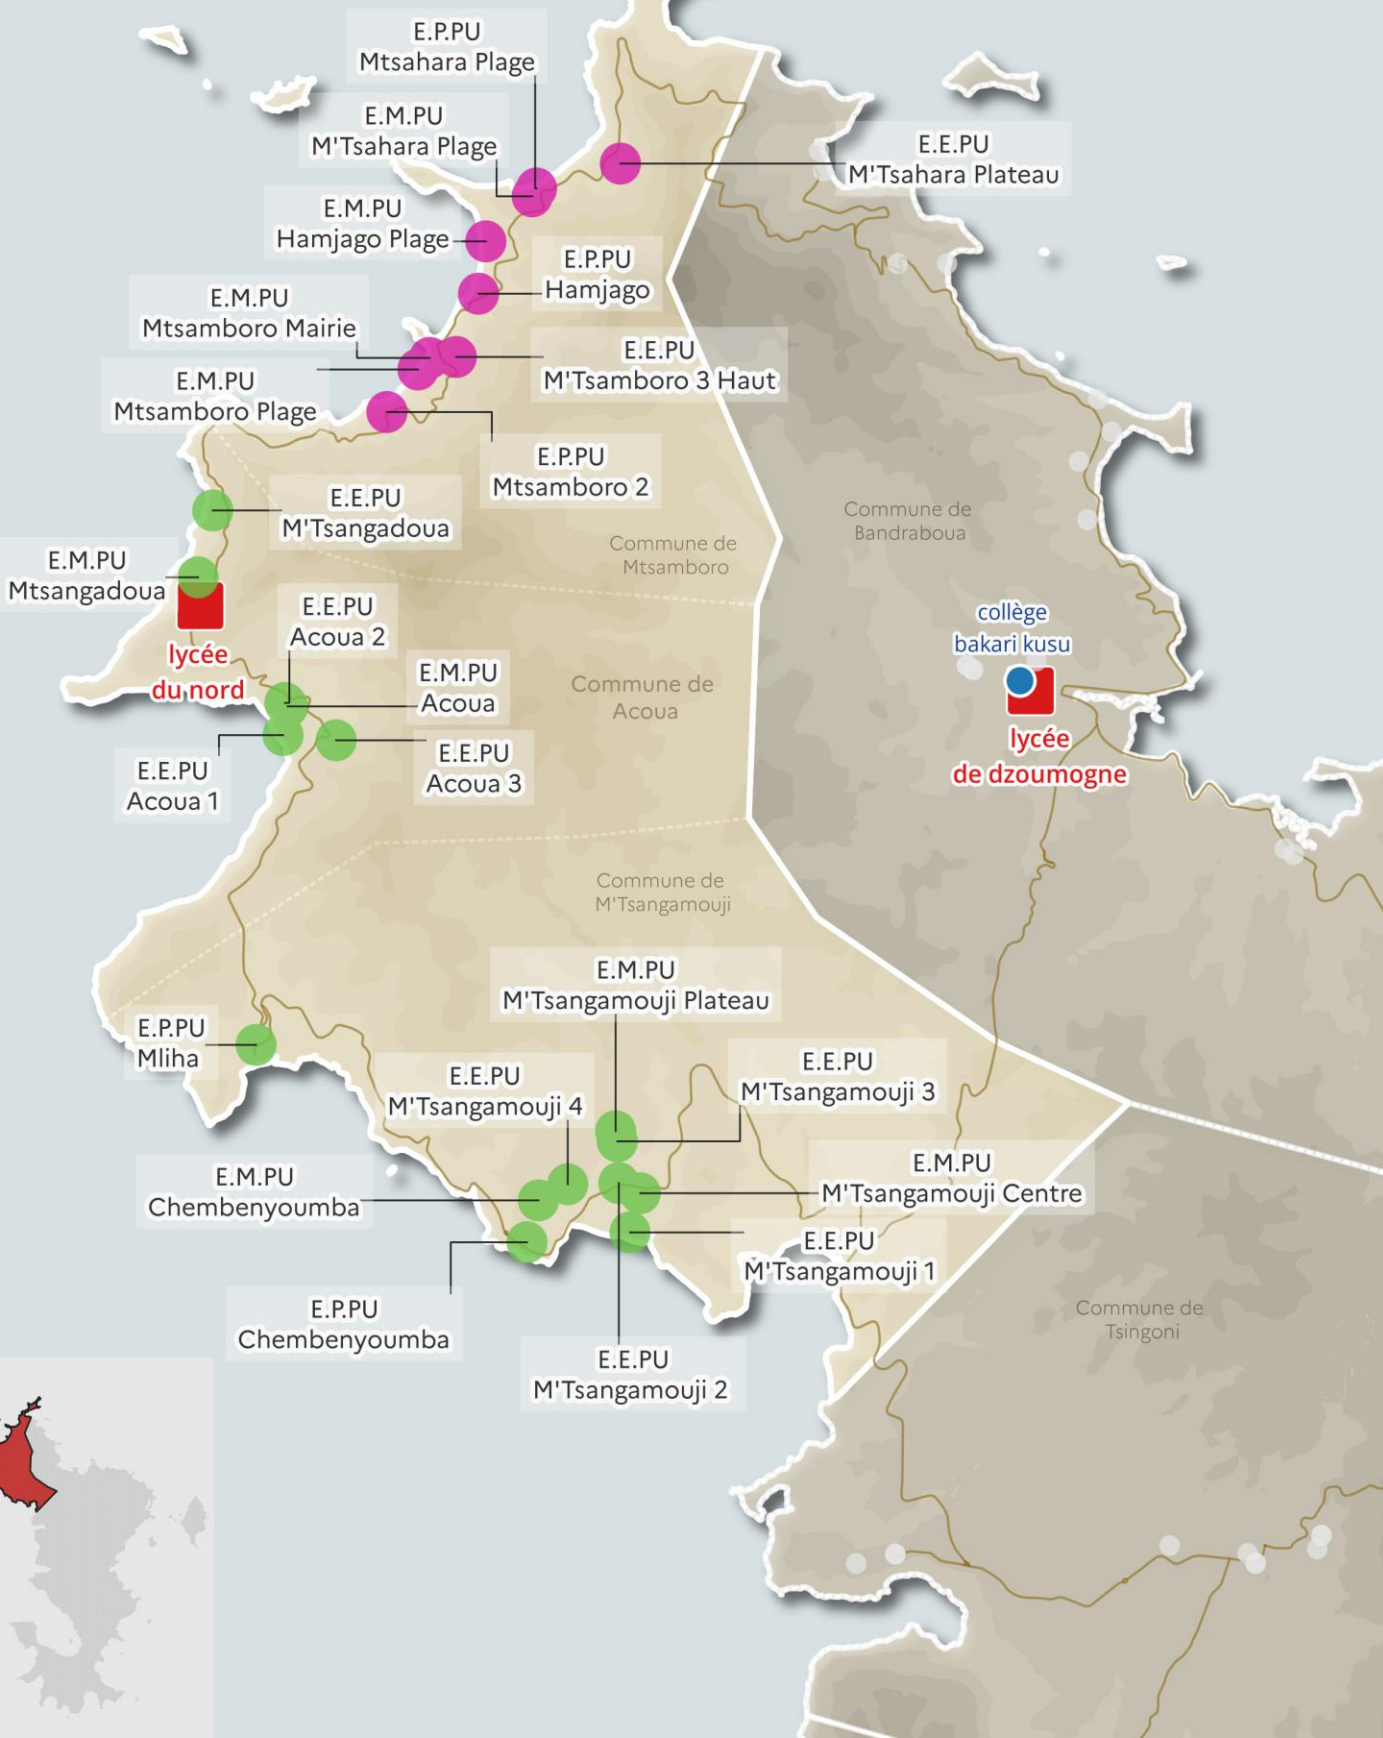 E.P.PU
Mtsahara Plage
E.M.PU
M'Tsahara Plage
E.E.PU
M'Tsahara Plateau
E.M.PU
Hamjago Plage
E.P.PU
Hamjago
E.M.PU
Mtsamboro Mairie
E.E.PU
M'Tsamboro 3 Haut
E.M.PU
Mtsamboro Plage
E.P.PU
Mtsamboro 2
E.E.PU
M'Tsangadoua
Commune de
Bandraboua
Commune de
Mtsamboro
E.M.PU
Mtsangadoua
E.E.PU
Acoua 2
collège
bakari kusu
lycée
du nord
E.M.PU
Acoua
Commune de
Acoua
E.E.PU
Acoua 3
lycée
de dzoumogne
E.E.PU
Acoua 1
Commune de
M'Tsangamouji
E.M.PU
M'Tsangamouji Plateau
E.P.PU
Mliha
E.E.PU
M'Tsangamouji 4
E.E.PU
M'Tsangamouji 3
E.M.PU
Chembenyoumba
E.M.PU
M'Tsangamouji Centre
E.E.PU
M'Tsangamouji 1
E.P.PU
Chembenyoumba
Commune de
Tsingoni
E.E.PU
M'Tsangamouji 2